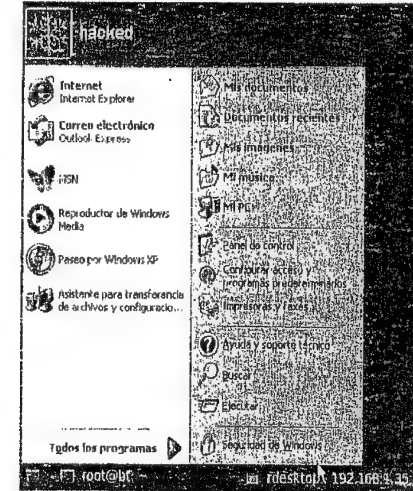 hacked
Internet
Internet Explorer
Correo electrónico
Outlook Express
MSN
Reproductor de Windows
Media
Paseo por Windows XP
Asistente para transferencia
de archivos y configuracio...
Todos los programas
Mis documentos
Documentos recientes
Mis imágenes
Mi música
Mi PC
Panel de control
Configurar acceso y
programas predeterminados
Impresoras y faxes
Ayuda y soporte técnico
Buscar
Ejecutar
Seguridad de Windows
root@bt:
rdesktop 192.168.1.35